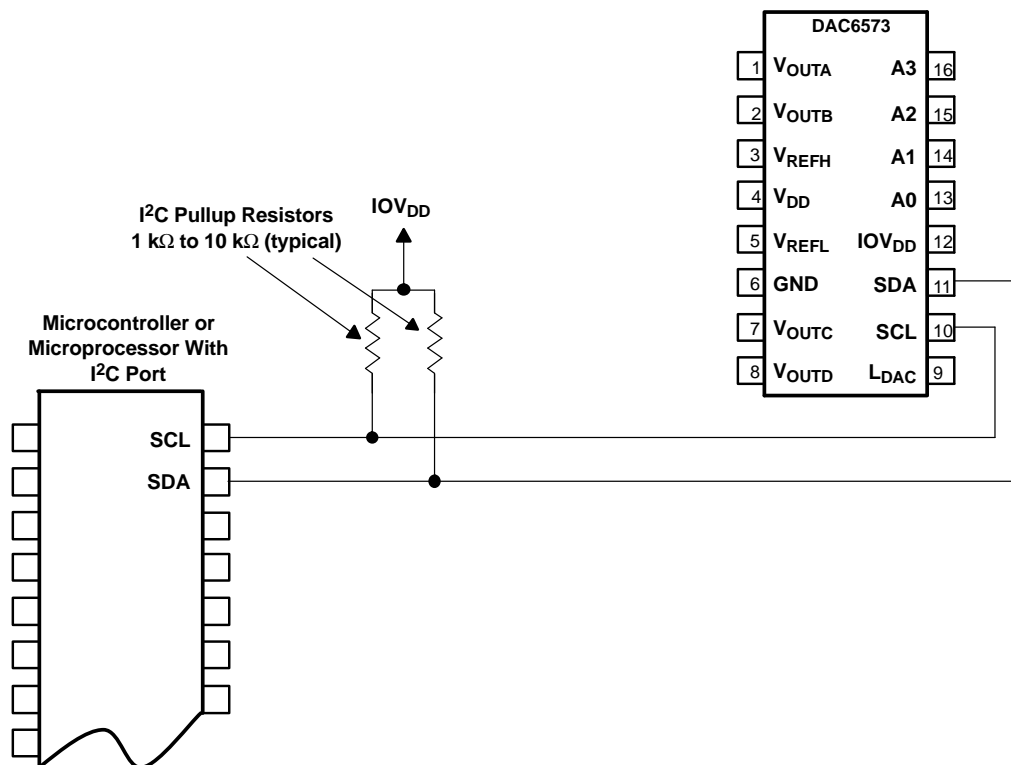 DAC6573
1 VOUTA A3 16
2 VOUTB A2 15
3 VREFH A1 14
4 VDD A0 13
5 VREFL IOVDD 12
6 GND SDA 11
7 VOUTC SCL 10
8 VOUTD LDAC 9
IOVDD
I2C Pullup Resistors
1 kΩ to 10 kΩ (typical)
Microcontroller or
Microprocessor With
I2C Port
SCL
SDA